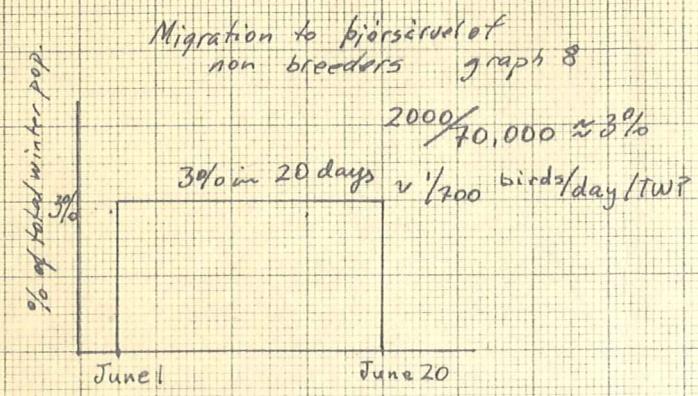 Migration to þjórsárver of
non breeders graph 8
2000/70,000 ≈ 3%
3% in 20 days ~ 1/700 birds/day/TWP
3%
% of total winter pop.
June 1 June 20